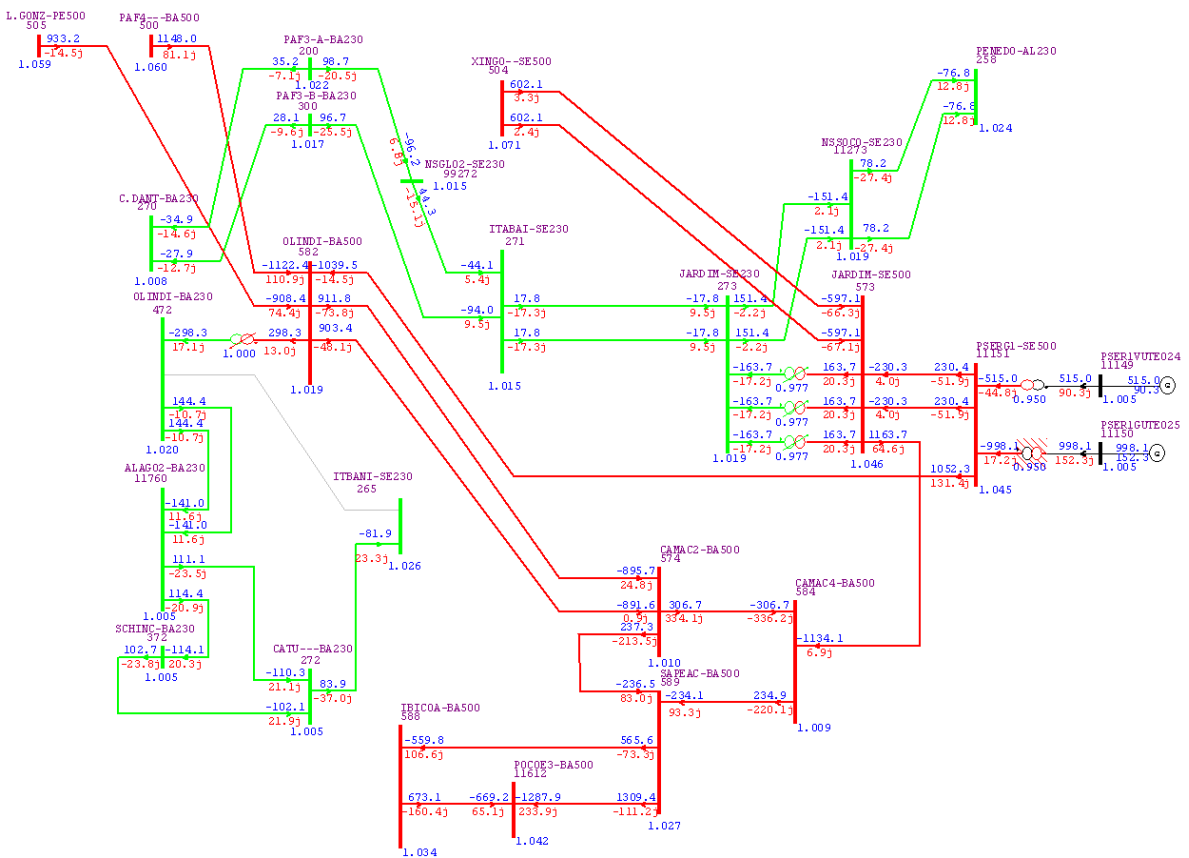 L.GONZ-PE500
505
933.2
-14.5j
1.059
PAF4---BA500
500
1148.0
81.1j
1.060
PAF3-A-BA230
200
35.2 98.7
-7.1j -20.5j
1.022
PAF3-B-BA230
300
28.1 96.7
-9.6j -25.5j
1.017
XINGO--SE500
504
602.1
3.3j
602.1
2.4j
1.071
PENEDO-AL230
258
-76.8
12.8j
-76.8
12.8j
1.024
-96.2
6.8j
NSGL02-SE230
99272
1.015
44.3
-15.1j
NSSOCO-SE230
11273
78.2
-27.4j
-151.4
2.1j
-151.4 78.2
2.1j -27.4j
1.019
C.DANT-BA230
270
-34.9
-14.6j
-27.9
-12.7j
1.008
OLINDI-BA500
582
-1122.4 -1039.5
110.9j -14.5j
-908.4 911.8
74.4j -73.8j
298.3 903.4
13.0j -48.1j
1.019
ITABAI-SE230
271
-44.1
5.4j
-94.0 17.8
9.5j -17.3j
17.8
-17.3j
1.015
JARDIM-SE230
273
-17.8 151.4
9.5j -2.2j
-17.8 151.4
9.5j -2.2j
-163.7
-17.2j
0.977
-163.7
-17.2j
0.977
-163.7
-17.2j
0.977
1.019
JARDIM-SE500
573
-597.1
-66.3j
-597.1
-67.1j
163.7 -230.3
20.3j 4.0j
163.7 -230.3
20.3j 4.0j
163.7 1163.7
20.3j 64.6j
1.046
PSERG1-SE500
11151
230.4 -515.0
-51.9j -44.8j
230.4
-51.9j
-998.1
17.2j
1052.3
131.4j
1.045
0.950
0.950
PSER1VUTE024
11149
515.0 515.0
90.3j 90.3
1.005
G
PSER1GUTE025
11150
998.1 998.1
152.3j 152.3
1.005
G
OLINDI-BA230
472
-298.3
17.1j
1.000
144.4
-10.7j
144.4
-10.7j
1.020
ALAGO2-BA230
11760
-141.0
11.6j
-141.0
11.6j
111.1
-23.5j
114.4
-20.9j
1.005
ITBANI-SE230
265
-81.9
23.3j
1.026
SCHINC-BA230
372
102.7 -114.1
-23.8j 20.3j
1.005
CATU---BA230
272
-110.3 83.9
21.1j -37.0j
-102.1
21.9j
1.005
CAMAC2-BA500
574
-895.7
24.8j
-891.6 306.7
0.9j 334.1j
237.3
-213.5j
1.010
CAMAC4-BA500
584
-306.7
-336.2j
-1134.1
6.9j
234.9
-220.1j
1.009
SAPEAC-BA500
589
-236.5 -234.1
83.0j 93.3j
565.6
-73.3j
1309.4
-111.2j
1.027
IBICOA-BA500
588
-559.8
106.6j
673.1
-160.4j
1.034
POCOE3-BA500
11612
-669.2 -1287.9
65.1j 233.9j
1.042